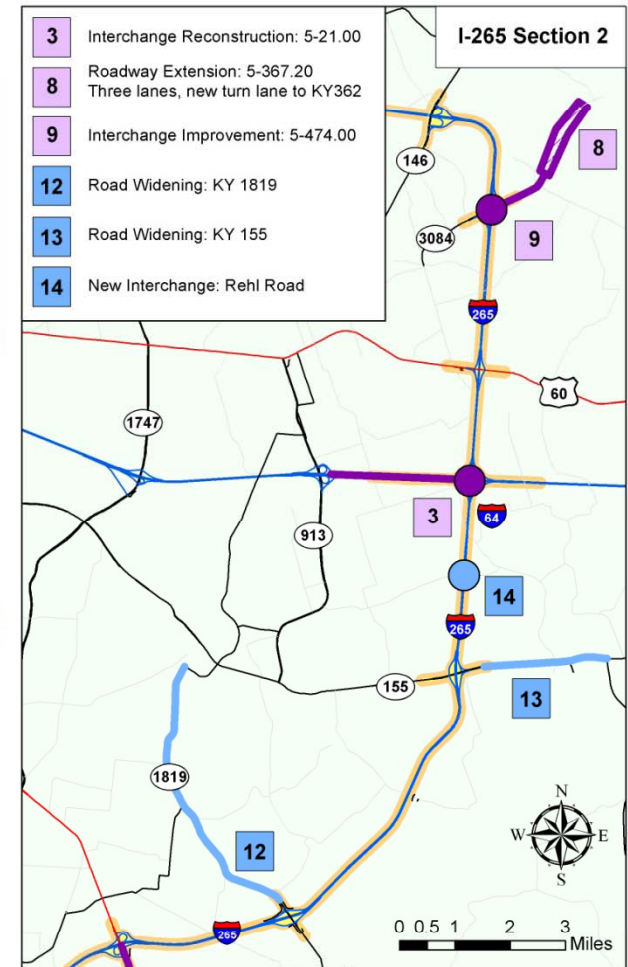 I-265 Section 2
3 Interchange Reconstruction: 5-21.00
8 Roadway Extension: 5-367.20
Three lanes, new turn lane to KY362
9 Interchange Improvement: 5-474.00
12 Road Widening: KY 1819
13 Road Widening: KY 155
14 New Interchange: Rehl Road
146
8
3084
9
265
60
1747
3
64
913
14
265
155
13
1819
12
265
N
W E
S
0 0.5 1 2 3
Miles